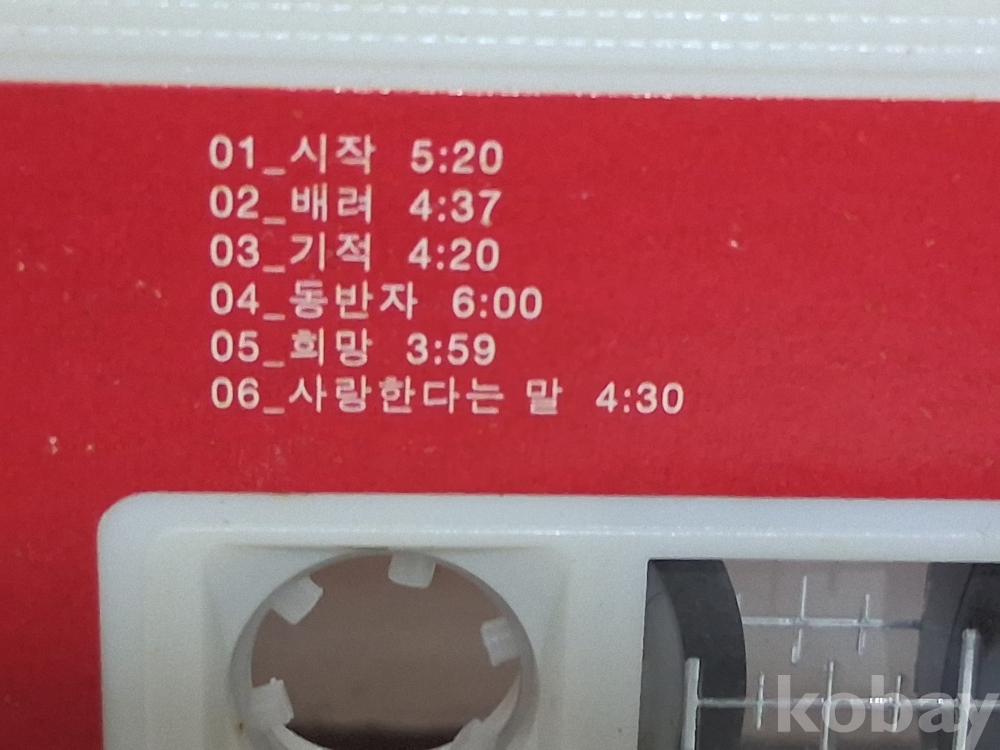 01_시작 5:20
02_배려 4:37
03_기적 4:20
04_동반자 6:00
05_희망 3:59
06_사랑한다는 말 4:30
kobay